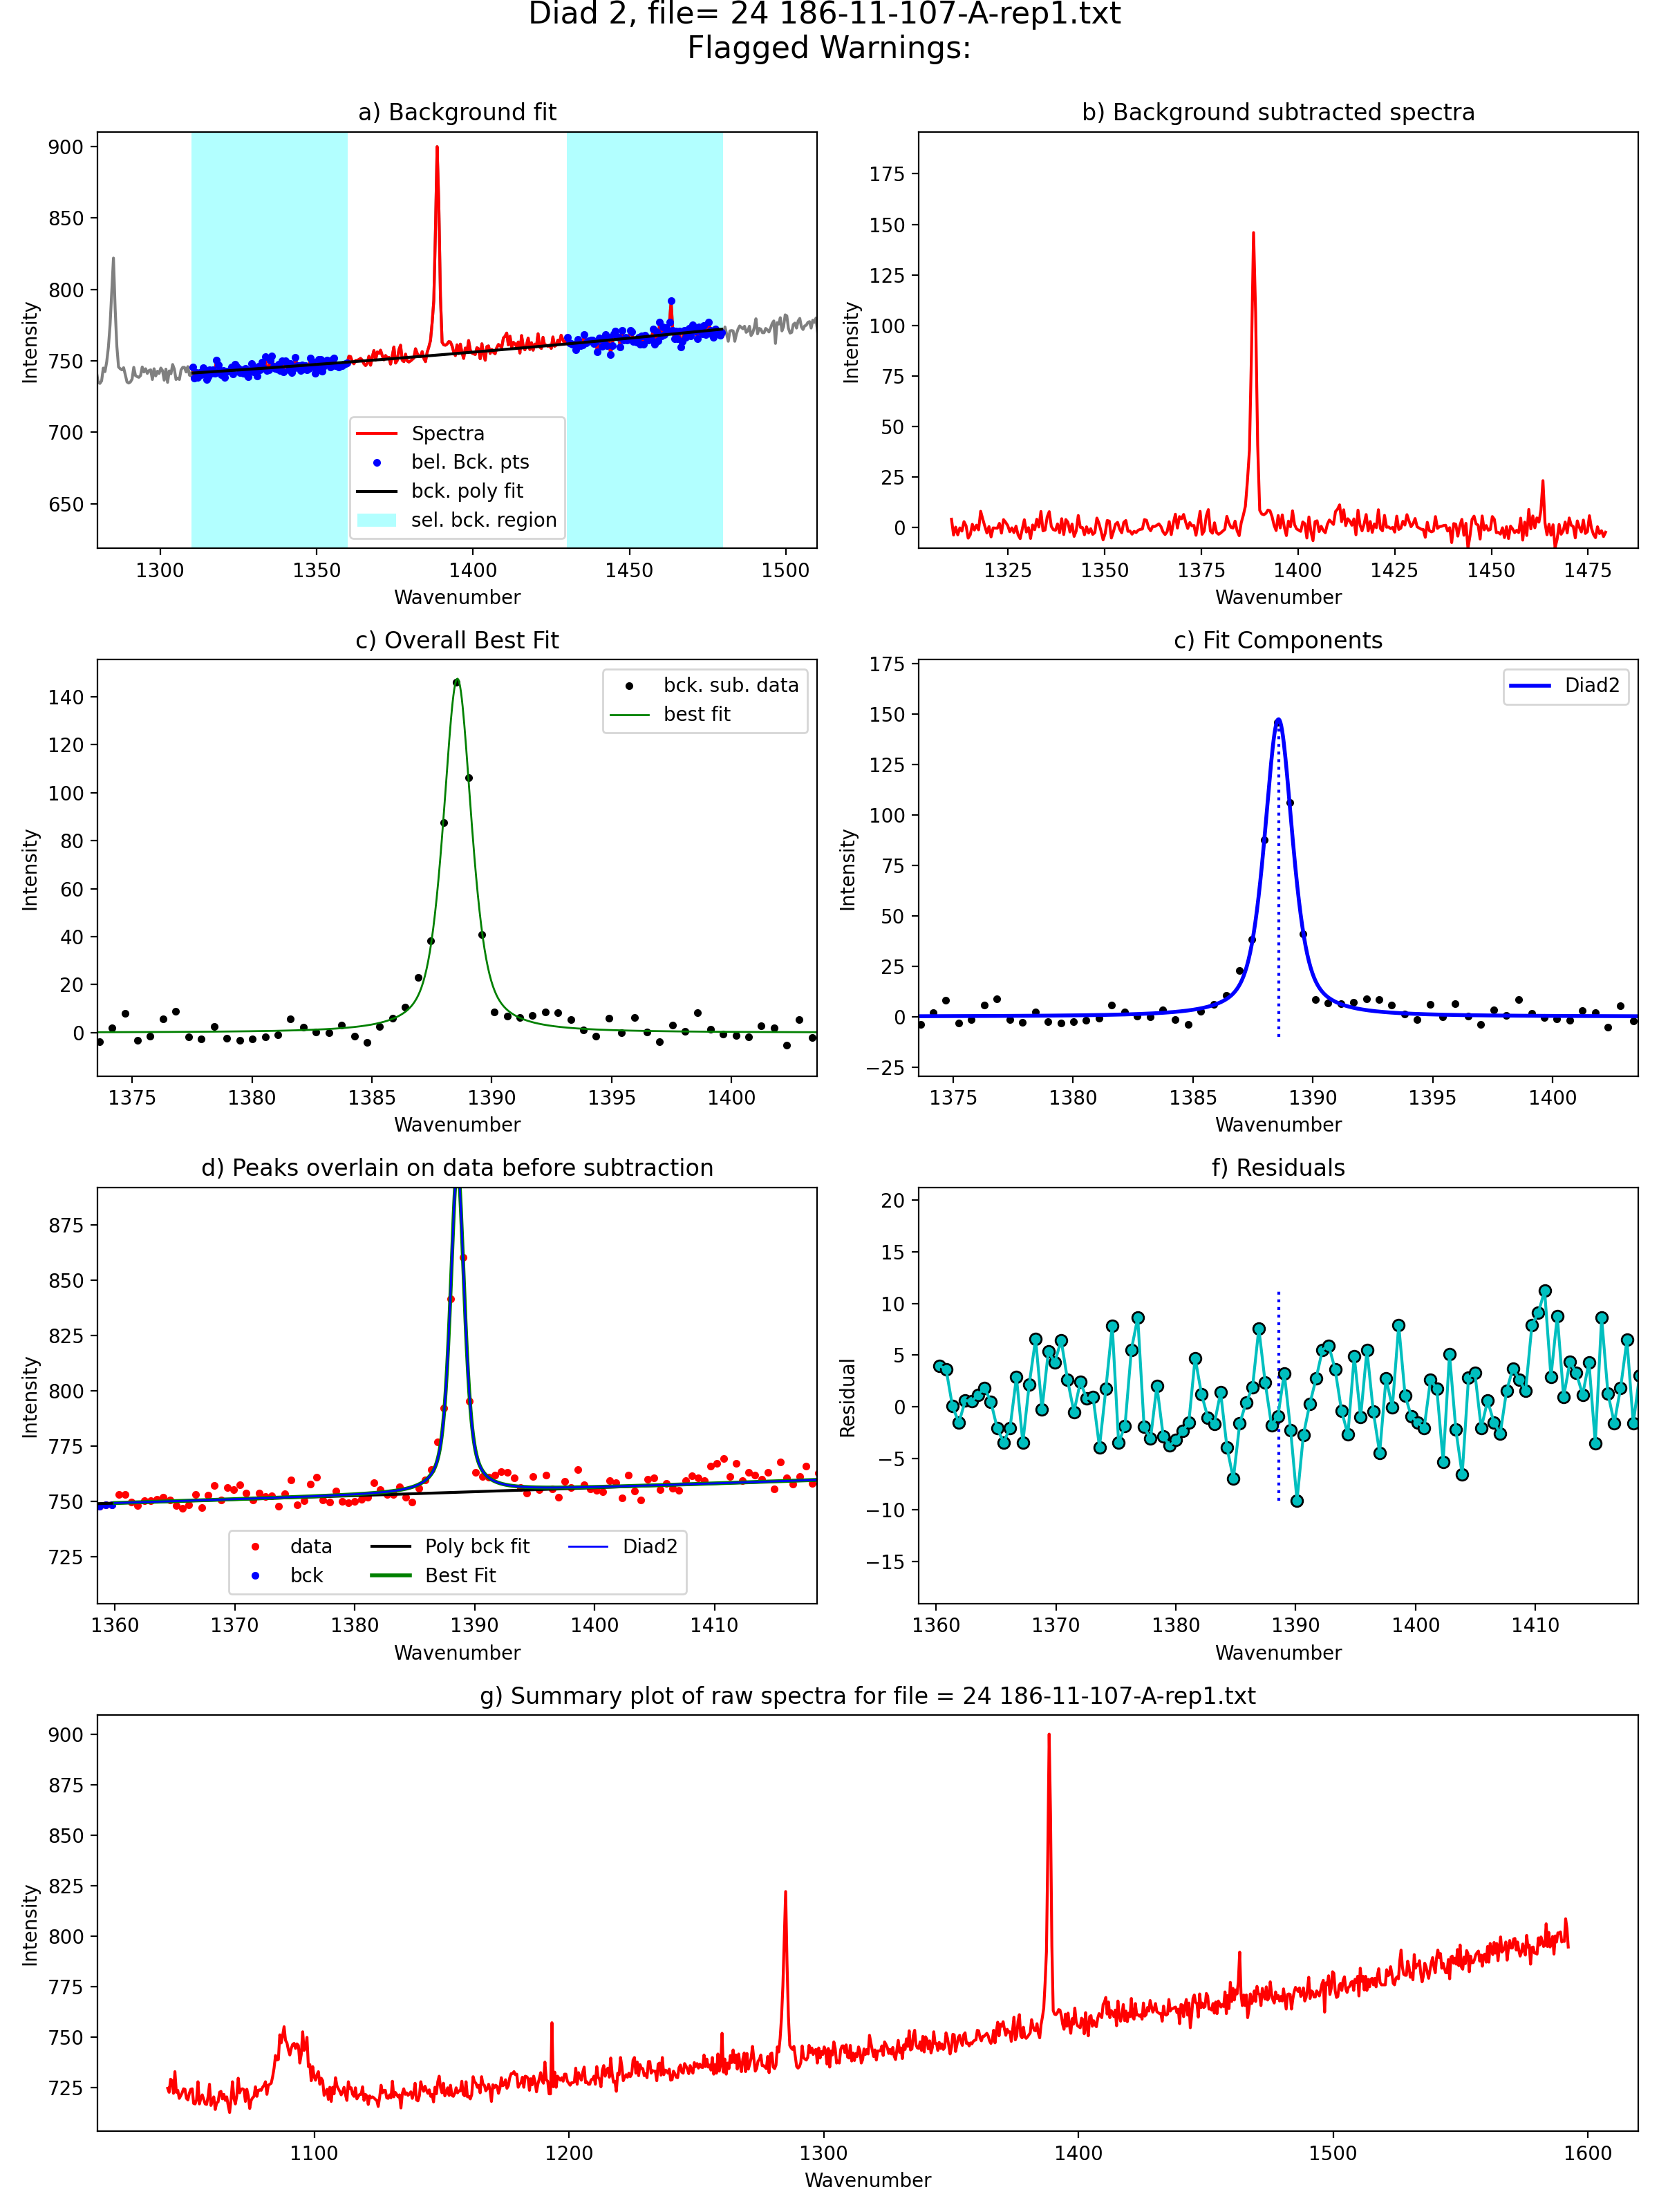 Diad 2, file= 24 186-11-107-A-rep1.txt
Flagged Warnings:
a) Background fit
900
850
800
750
700
650
Intensity
Spectra
bel. Bck. pts
bck. poly fit
sel. bck. region
1300 1350 1400 1450 1500
Wavenumber
b) Background subtracted spectra
175
150
125
100
75
50
25
0
Intensity
1325 1350 1375 1400 1425 1450 1475
Wavenumber
c) Overall Best Fit
140
120
100
80
60
40
20
0
Intensity
bck. sub. data
best fit
1375 1380 1385 1390 1395 1400
Wavenumber
c) Fit Components
175
150
125
100
75
50
25
0
−25
Intensity
Diad2
1375 1380 1385 1390 1395 1400
Wavenumber
d) Peaks overlain on data before subtraction
875
850
825
800
775
750
725
Intensity
data Poly bck fit Diad2
bck Best Fit
1360 1370 1380 1390 1400 1410
Wavenumber
f) Residuals
20
15
10
5
0
−5
−10
−15
Residual
1360 1370 1380 1390 1400 1410
Wavenumber
g) Summary plot of raw spectra for file = 24 186-11-107-A-rep1.txt
900
875
850
825
800
775
750
725
Intensity
1100 1200 1300 1400 1500 1600
Wavenumber